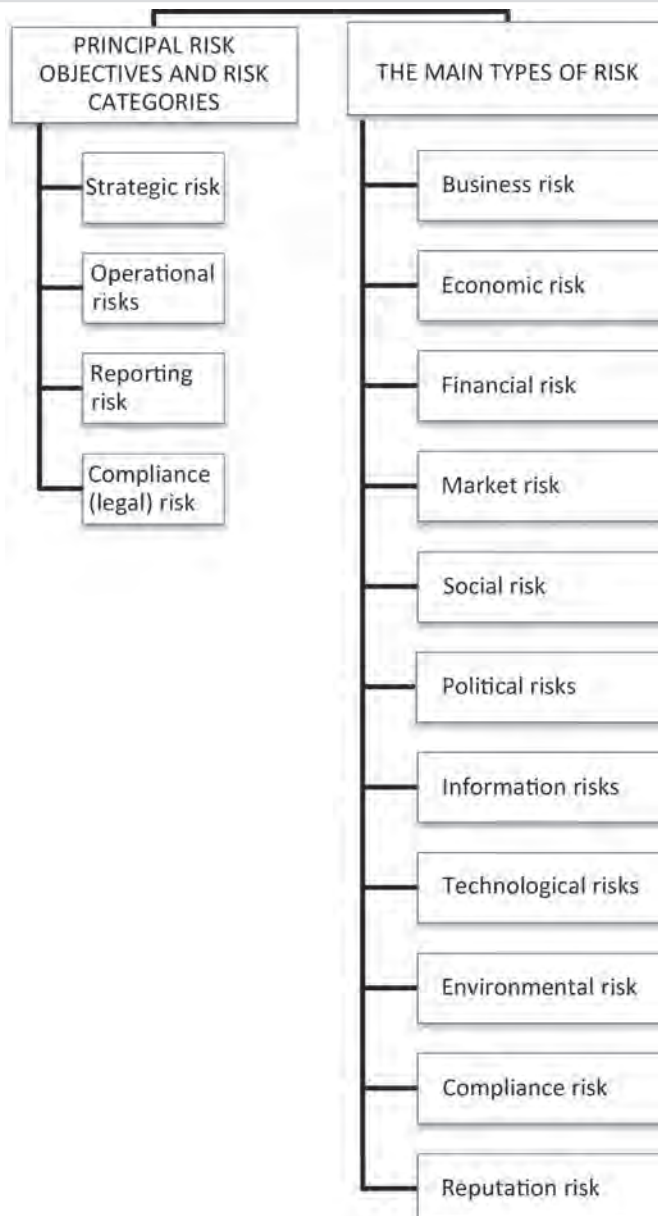 PRINCIPAL RISK
OBJECTIVES AND RISK
CATEGORIES
Strategic risk
Operational
risks
Reporting
risk
Compliance
(legal) risk
THE MAIN TYPES OF RISK
Business risk
Economic risk
Financial risk
Market risk
Social risk
Political risks
Information risks
Technological risks
Environmental risk
Compliance risk
Reputation risk